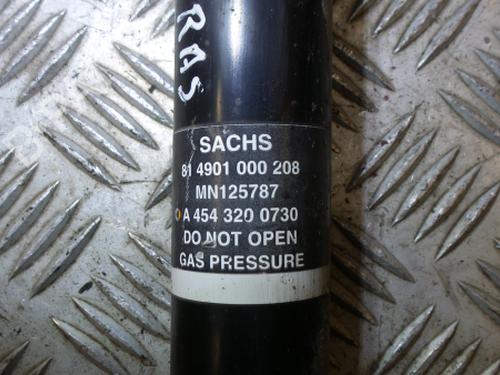 RAS
SACHS
81 4901 000 208
MN125787
A 454 320 0730
DO NOT OPEN
GAS PRESSURE